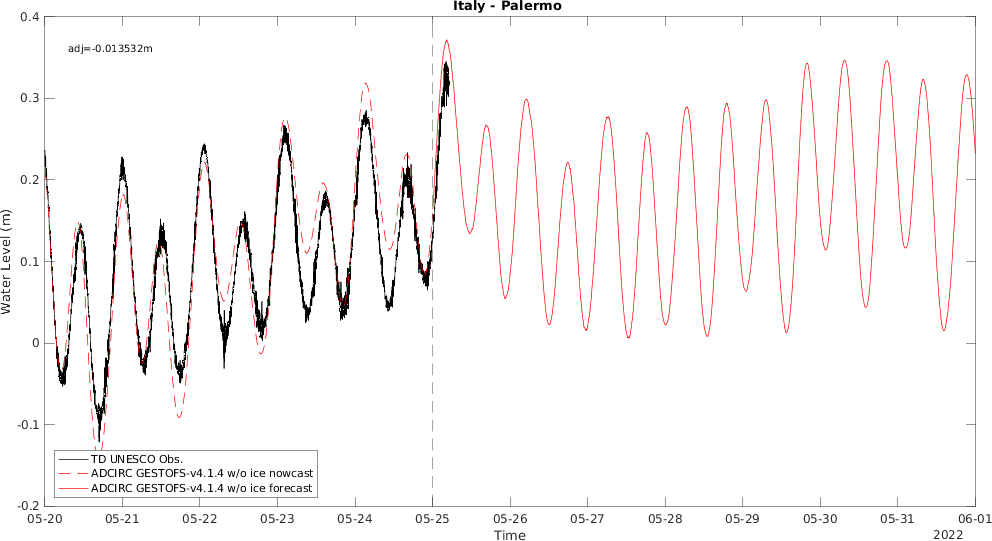 Italy - Palermo
adj=-0.013532m
Water Level (m)
0.4
0.3
0.2
0.1
0
-0.1
-0.2
TD UNESCO Obs.
ADCIRC GESTOFS-v4.1.4 w/o ice nowcast
ADCIRC GESTOFS-v4.1.4 w/o ice forecast
05-20 05-21 05-22 05-23 05-24 05-25 05-26 05-27 05-28 05-29 05-30 05-31 06-01
Time
2022